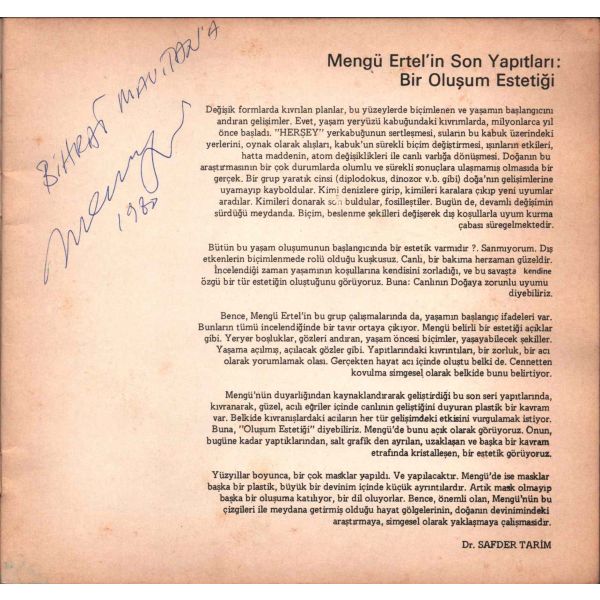 BİHRAT MAVİTAN'A
1980
Mengü Ertel'in Son Yapıtları:
Bir Oluşum Estetiği
Değişik formlarda kıvrılan planlar, bu yüzeylerde biçimlenen ve yaşamın başlangıcını
andıran gelişimler. Evet, yaşam yeryüzü kabuğundaki kıvrımlarda, milyonlarca yıl
önce başladı. "HERŞEY" yerkabuğunun sertleşmesi, suların bu kabuk üzerindeki
yerlerini, oynak olarak alışları, kabuk'un sürekli biçim değiştirmesi, ışınların etkileri,
hatta maddenin, atom değişiklikleri ile canlı varlığa dönüşmesi. Doğanın bu
araştırmasının bir çok durumlarda olumlu ve sürekli sonuçlara ulaşmamış olmasıda bir
gerçek. Bir grup yaratık cinsi (diplodokus, dinozor v.b. gibi) doğa'nın gelişimlerine
uyamayıp kayboldular. Kimi denizlere girip, kimileri karalara çıkıp yeni uyumlar
aradılar. Kimileri donarak son buldular, fosilleştiler. Bugün de, devamlı değişimin
sürdüğü meydanda. Biçim, beslenme şekilleri değişerek dış koşullarla uyum kurma
çabası süregelmektedir.
Bütün bu yaşam oluşumunun başlangıcında bir estetik varmıdır ?. Sanmıyorum. Dış
etkenlerin biçimlenmede rolü olduğu kuşkusuz. Canlı, bir bakıma herzaman güzeldir.
İncelendiği zaman yaşamının koşullarına kendisini zorladığı, ve bu savaşta kendine
özgü bir tür estetiğin oluştuğunu görüyoruz. Buna: Canlının Doğaya zorunlu uyumu
diyebiliriz.
Bence, Mengü Ertel'in bu grup çalışmalarında da, yaşamın başlangıç ifadeleri var.
Bunların tümü incelendiğinde bir tavır ortaya çıkıyor. Mengü belirli bir estetiği açıklar
gibi. Yeryer boşluklar, gözleri andıran, yaşam öncesi biçimler, yaşayabilecek şekiller.
Yaşama açılmış, açılacak gözler gibi. Yapıtlarındaki kıvrıntıları, bir zorluk, bir acı
olarak yorumlamak olası. Gerçekten hayat acı içinde oluştu belki de. Cennetten
kovulma simgesel olarak belkide bunu belirtiyor.
Mengü'nün duyarlığından kaynaklandırarak geliştirdiği bu son seri yapıtlarında,
kıvranarak, güzel, acılı eğriler içinde canlının geliştiğini duyuran plastik bir kavram
var. Belkide kıvranışlardaki acıların her tür gelişimdeki etkisini vurgulamak istiyor.
Buna, "Oluşum Estetiği" diyebiliriz. Mengü'de bunu açık olarak görüyoruz. Onun,
bugüne kadar yaptıklarından, salt grafik den ayrılan, uzaklaşan ve başka bir kavram
etrafında kristalleşen, bir estetik görüyoruz.
Yüzyıllar boyunca, bir çok masklar yapıldı. Ve yapılacaktır. Mengü'de ise masklar
başka bir plastik, büyük bir devinim içinde küçük ayrıntılardır. Artık mask olmayıp
başka bir oluşuma katılıyor, bir dil oluyorlar. Bence, önemli olan, Mengü'nün bu
çizgileri ile meydana getirmiş olduğu hayat gölgelerinin, doğanın devinimindeki
araştırmaya, simgesel olarak yaklaşmaya çalışmasıdır.
Dr. SAFDER TARİM